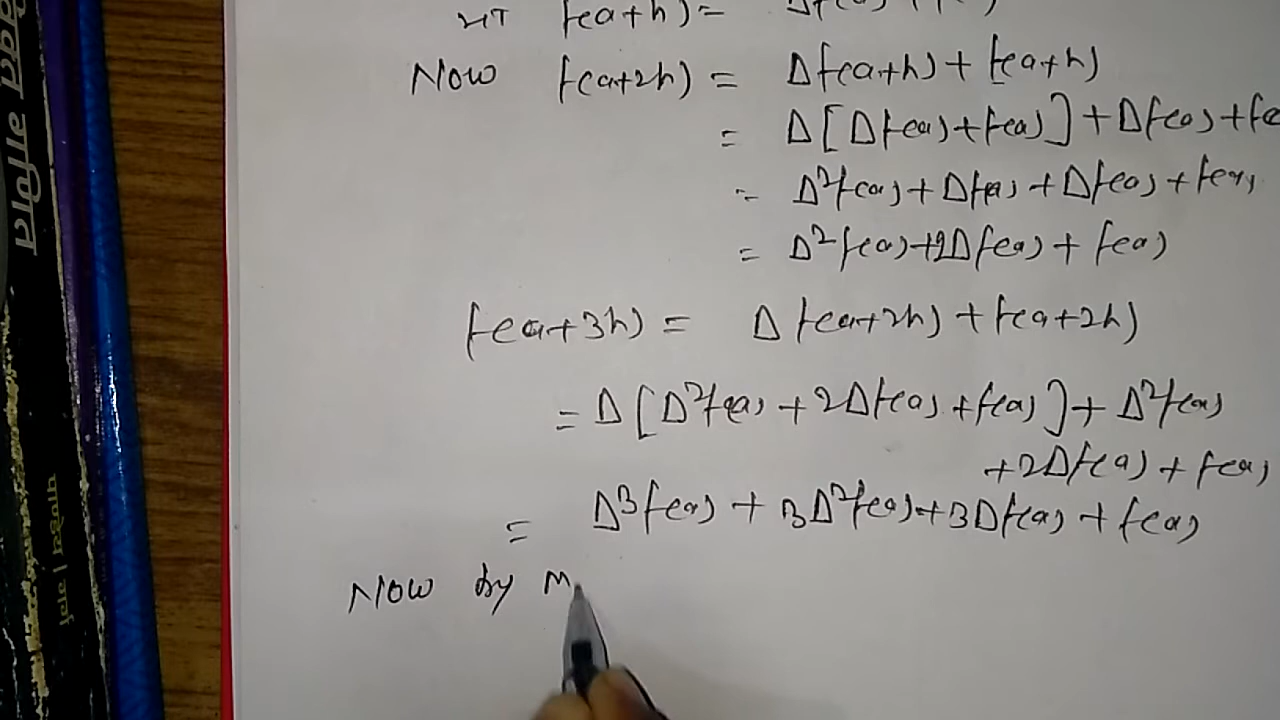 या f(a+h) = Δf(a) + f(a)
Now f(a+2h) = Δf(a+h) + f(a+h)
= Δ[Δf(a)+f(a)] + Δf(a) + f(a
= Δ²f(a) + Δf(a) + Δf(a) + f(a)
= Δ²f(a) + 2Δf(a) + f(a)
f(a+3h) = Δf(a+2h) + f(a+2h)
= Δ[Δ²f(a) + 2Δf(a) + f(a)] + Δ²f(a)
+ 2Δf(a) + f(a)
= Δ³f(a) + 3Δ²f(a) + 3Δf(a) + f(a)
Now by m